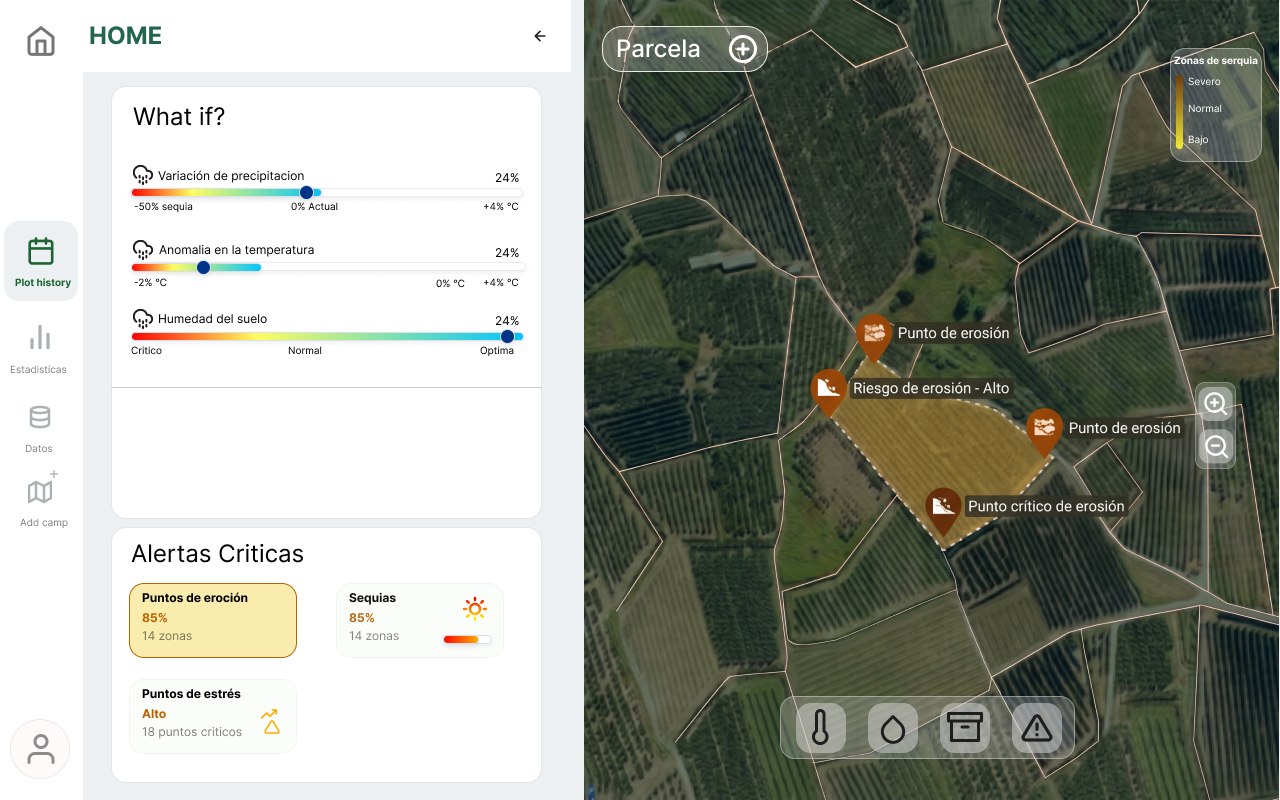 HOME
Plot history
Estadisticas
Datos
Add camp
What if?
Variación de precipitacion
24%
-50% sequia
0% Actual
+4% °C
Anomalia en la temperatura
24%
-2% °C
0% °C
+4% °C
Humedad del suelo
24%
Critico
Normal
Optima
Alertas Criticas
Puntos de eroción
85%
14 zonas
Sequias
85%
14 zonas
Puntos de estrés
Alto
18 puntos criticos
Parcela
Zonas de serquia
Severo
Normal
Bajo
Punto de erosión
Riesgo de erosión - Alto
Punto de erosión
Punto crítico de erosión